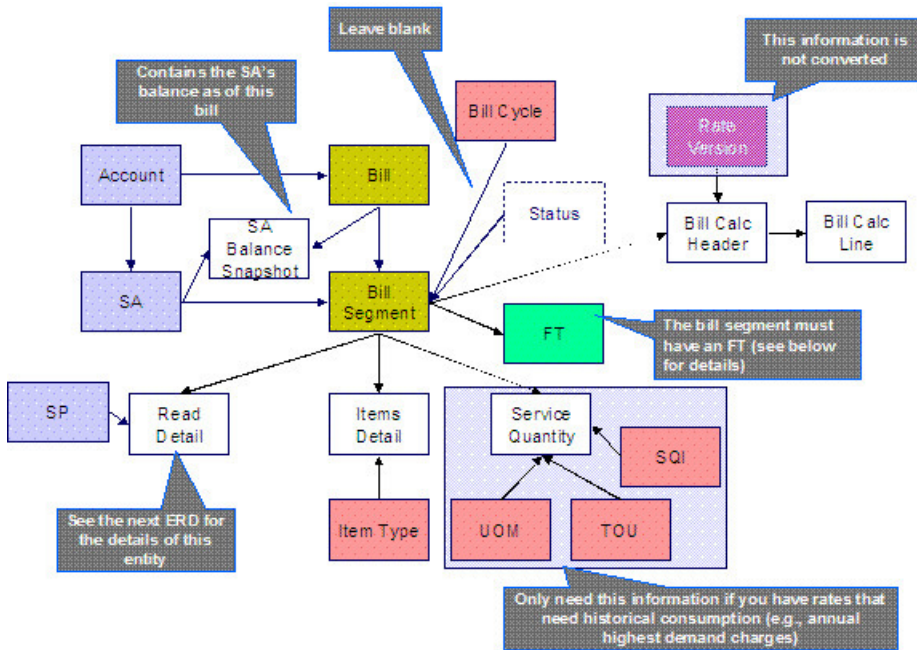 Leave blank
This information is
not converted
Contains the SA's
balance as of this
bill
Bill Cycle
Rate
Version
Account
Bill
Status
SA
Balance
Snapshot
Bill Calc
Header
Bill Calc
Line
SA
Bill
Segment
FT
The bill segment must
have an FT (see below
for details)
SP
Read
Detail
Items
Detail
Service
Quantity
SQI
See the next ERD for
the details of this
entity
Item Type
UOM
TOU
Only need this information if you have rates that
need historical consumption (e.g., annual
highest demand charges)